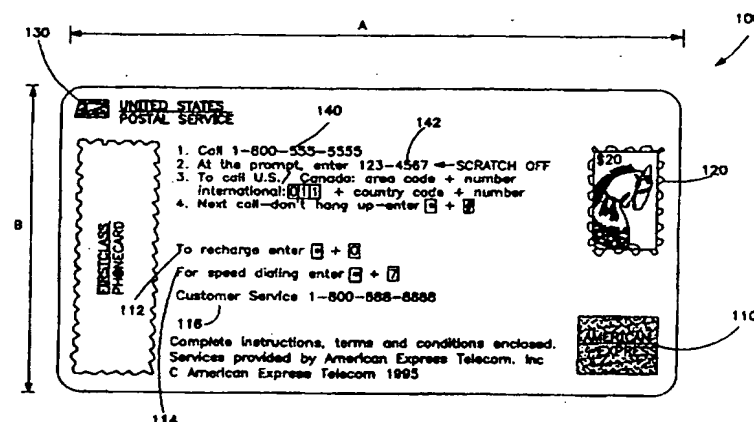 A
100
130
UNITED STATES
POSTAL SERVICE
140
142
1. Call 1-800-555-5555
2. At the prompt, enter 123-4567 SCRATCH OFF
3. To call U.S., Canada: area code + number
international: 011 + country code + number
4. Next call-don't hang up-enter + #
$20
120
B
FIRSTCLASS
PHONECARD
To recharge enter + 0
For speed dialing enter + 7
112
Customer Service 1-800-888-8888
116
Complete instructions, terms and conditions enclosed.
Services provided by American Express Telecom. Inc
C American Express Telecom 1995
AMERICAN
EXPRE
110
114